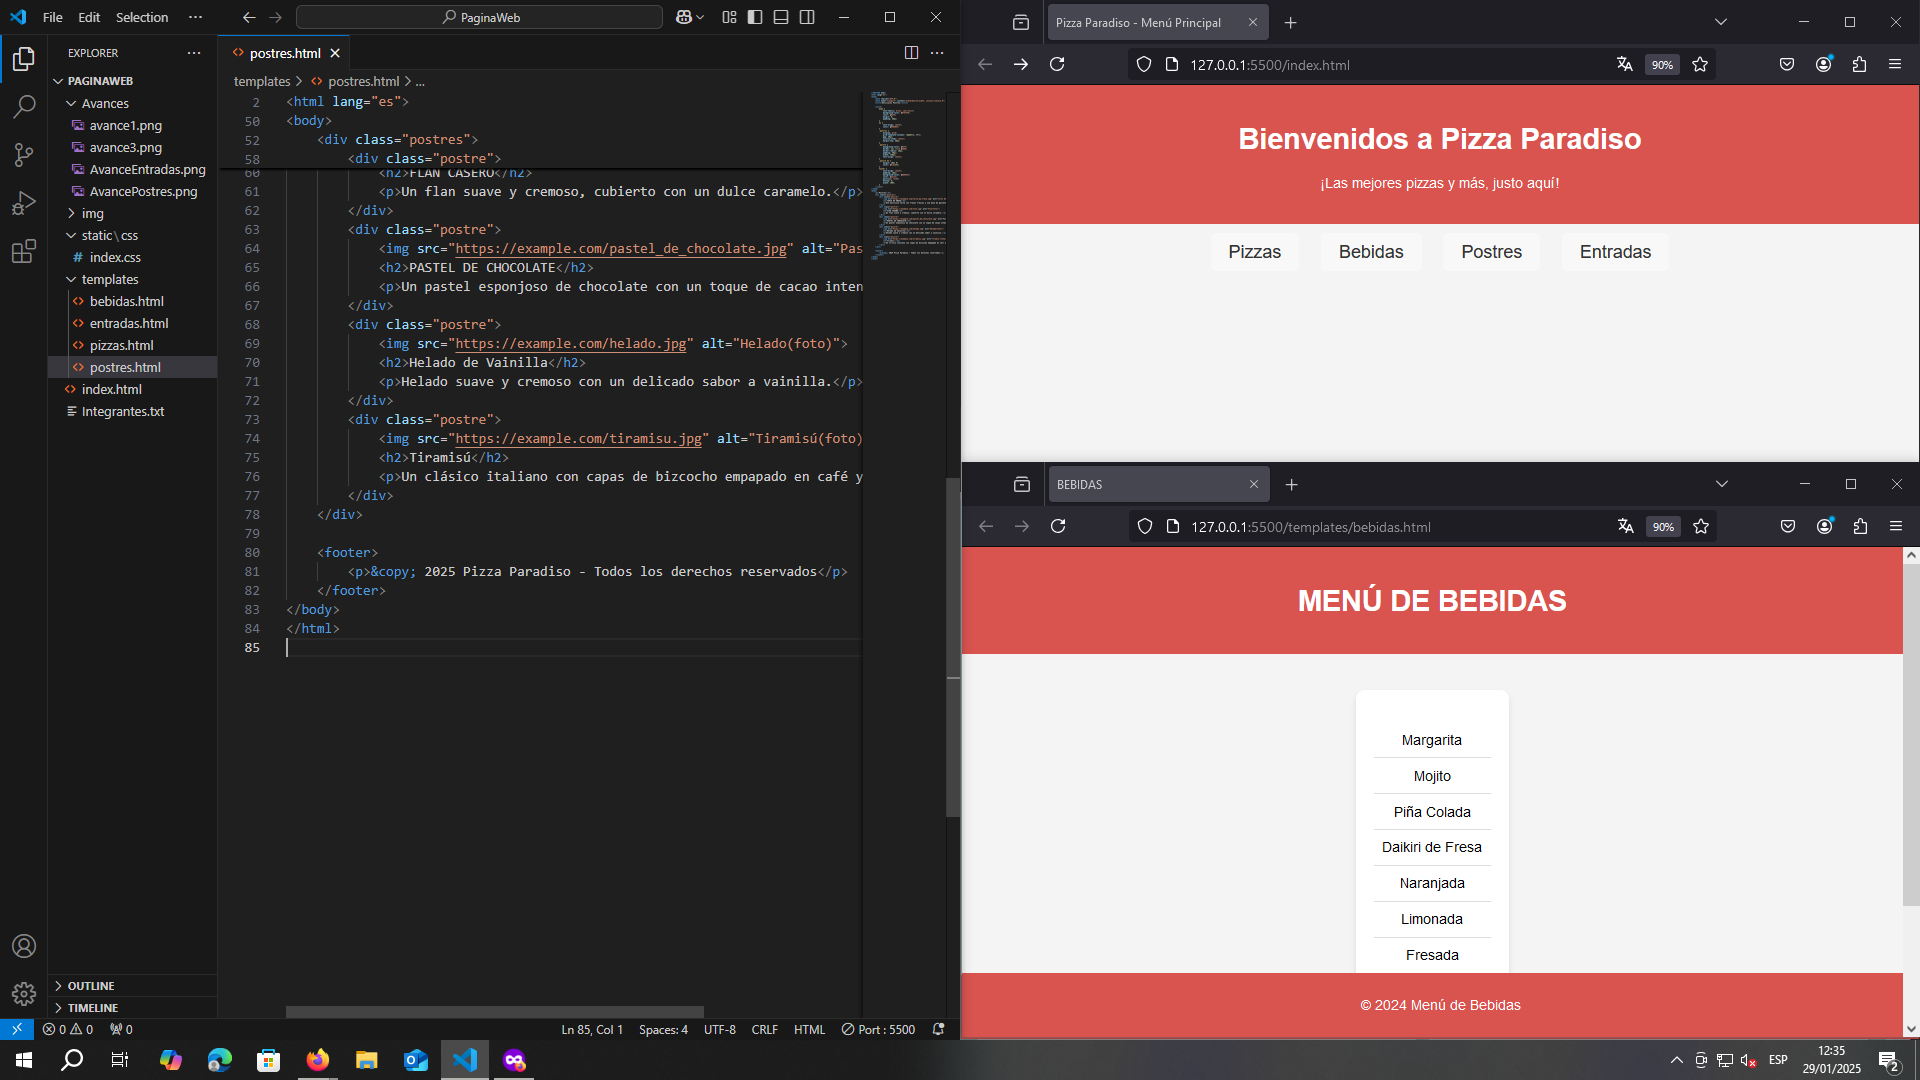 File Edit Selection ···
PaginaWeb
EXPLORER
PAGINAWEB
Avances
avance1.png
avance3.png
AvanceEntradas.png
AvancePostres.png
img
static\css
index.css
templates
bebidas.html
entradas.html
pizzas.html
postres.html
index.html
Integrantes.txt
OUTLINE
TIMELINE
postres.html
templates > postres.html > ...
2 <html lang="es">
50 <body>
52 <div class="postres">
58 <div class="postre">
60 <h2>FLAN CASERO</h2>
61 <p>Un flan suave y cremoso, cubierto con un dulce caramelo.</p>
62 </div>
63 <div class="postre">
64 <img src="https://example.com/pastel_de_chocolate.jpg" alt="Pas
65 <h2>PASTEL DE CHOCOLATE</h2>
66 <p>Un pastel esponjoso de chocolate con un toque de cacao inten
67 </div>
68 <div class="postre">
69 <img src="https://example.com/helado.jpg" alt="Helado(foto)">
70 <h2>Helado de Vainilla</h2>
71 <p>Helado suave y cremoso con un delicado sabor a vainilla.</p>
72 </div>
73 <div class="postre">
74 <img src="https://example.com/tiramisu.jpg" alt="Tiramisú(foto)
75 <h2>Tiramisú</h2>
76 <p>Un clásico italiano con capas de bizcocho empapado en café y
77 </div>
78 </div>
79
80 <footer>
81 <p>&copy; 2025 Pizza Paradiso - Todos los derechos reservados</p>
82 </footer>
83 </body>
84 </html>
85
0 0 0
Ln 85, Col 1 Spaces: 4 UTF-8 CRLF HTML Port : 5500
Pizza Paradiso - Menú Principal
127.0.0.1:5500/index.html
90%
Bienvenidos a Pizza Paradiso
¡Las mejores pizzas y más, justo aquí!
Pizzas Bebidas Postres Entradas
BEBIDAS
127.0.0.1:5500/templates/bebidas.html
90%
MENÚ DE BEBIDAS
Margarita
Mojito
Piña Colada
Daikiri de Fresa
Naranjada
Limonada
Fresada
© 2024 Menú de Bebidas
ESP
12:35
29/01/2025
2